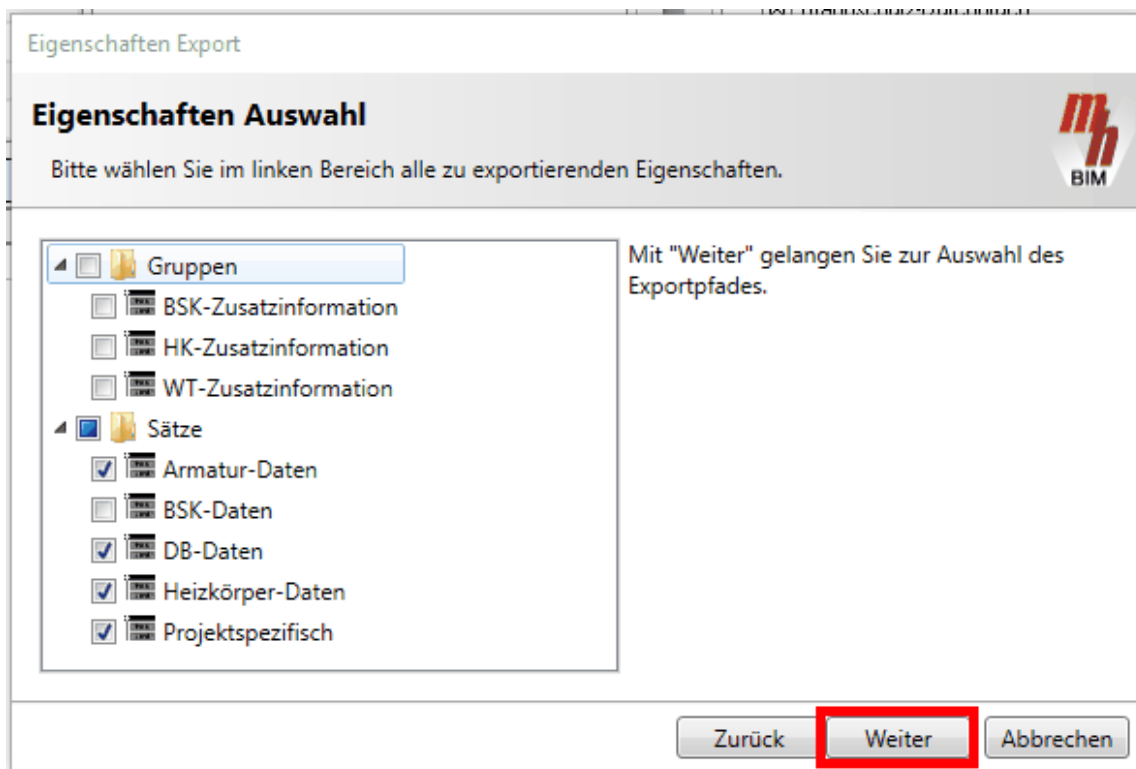 Eigenschaften Export
Eigenschaften Auswahl
Bitte wählen Sie im linken Bereich alle zu exportierenden Eigenschaften.
mh
BIM
Gruppen
BSK-Zusatzinformation
HK-Zusatzinformation
WT-Zusatzinformation
Sätze
Armatur-Daten
BSK-Daten
DB-Daten
Heizkörper-Daten
Projektspezifisch
Mit "Weiter" gelangen Sie zur Auswahl des
Exportpfades.
Zurück Weiter Abbrechen